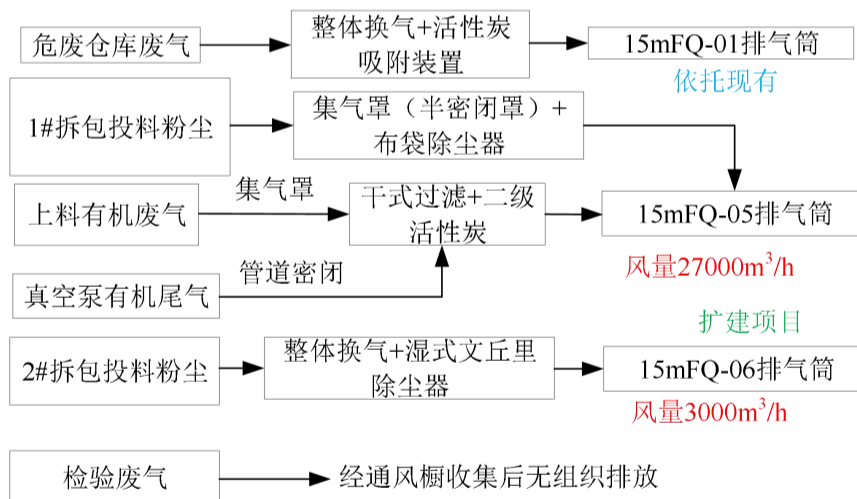 危废仓库废气
整体换气+活性炭
吸附装置
15mFQ-01排气筒
依托现有
1#拆包投料粉尘
集气罩（半密闭罩）+
布袋除尘器
上料有机废气
集气罩
干式过滤+二级
活性炭
15mFQ-05排气筒
风量27000m³/h
真空泵有机尾气
管道密闭
扩建项目
2#拆包投料粉尘
整体换气+湿式文丘里
除尘器
15mFQ-06排气筒
风量3000m³/h
检验废气
经通风橱收集后无组织排放